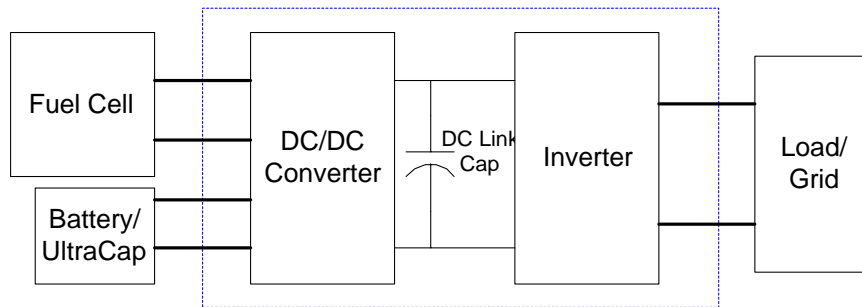 Fuel Cell
Battery/
UltraCap
DC/DC
Converter
DC Link
Cap
Inverter
Load/
Grid